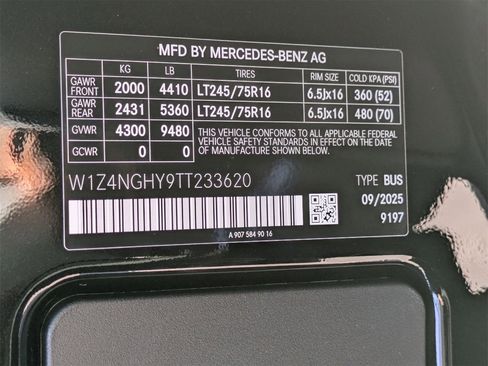 MFD BY MERCEDES-BENZ AG
KG LB TIRES RIM SIZE COLD KPA (PSI)
GAWR FRONT 2000 4410 LT245/75R16 6.5Jx16 360 (52)
GAWR REAR 2431 5360 LT245/75R16 6.5Jx16 480 (70)
GVWR 4300 9480 THIS VEHICLE CONFORMS TO ALL APPLICABLE FEDERAL
MOTOR VEHICLE SAFETY STANDARDS IN EFFECT ON THE
GCWR 0 0 DATE OF MANUFACTURE SHOWN ABOVE.
W1Z4NGHY9TT233620 TYPE BUS
09/2025
9197
A 907 584 90 16